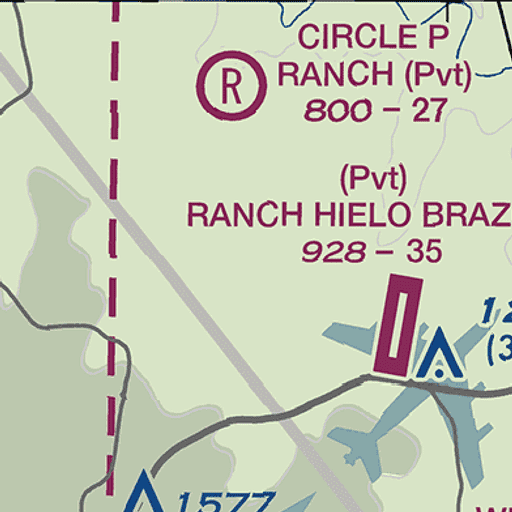 CIRCLE P
RANCH (Pvt)
800 – 27
R
(Pvt)
RANCH HIELO BRAZ
928 – 35
1577